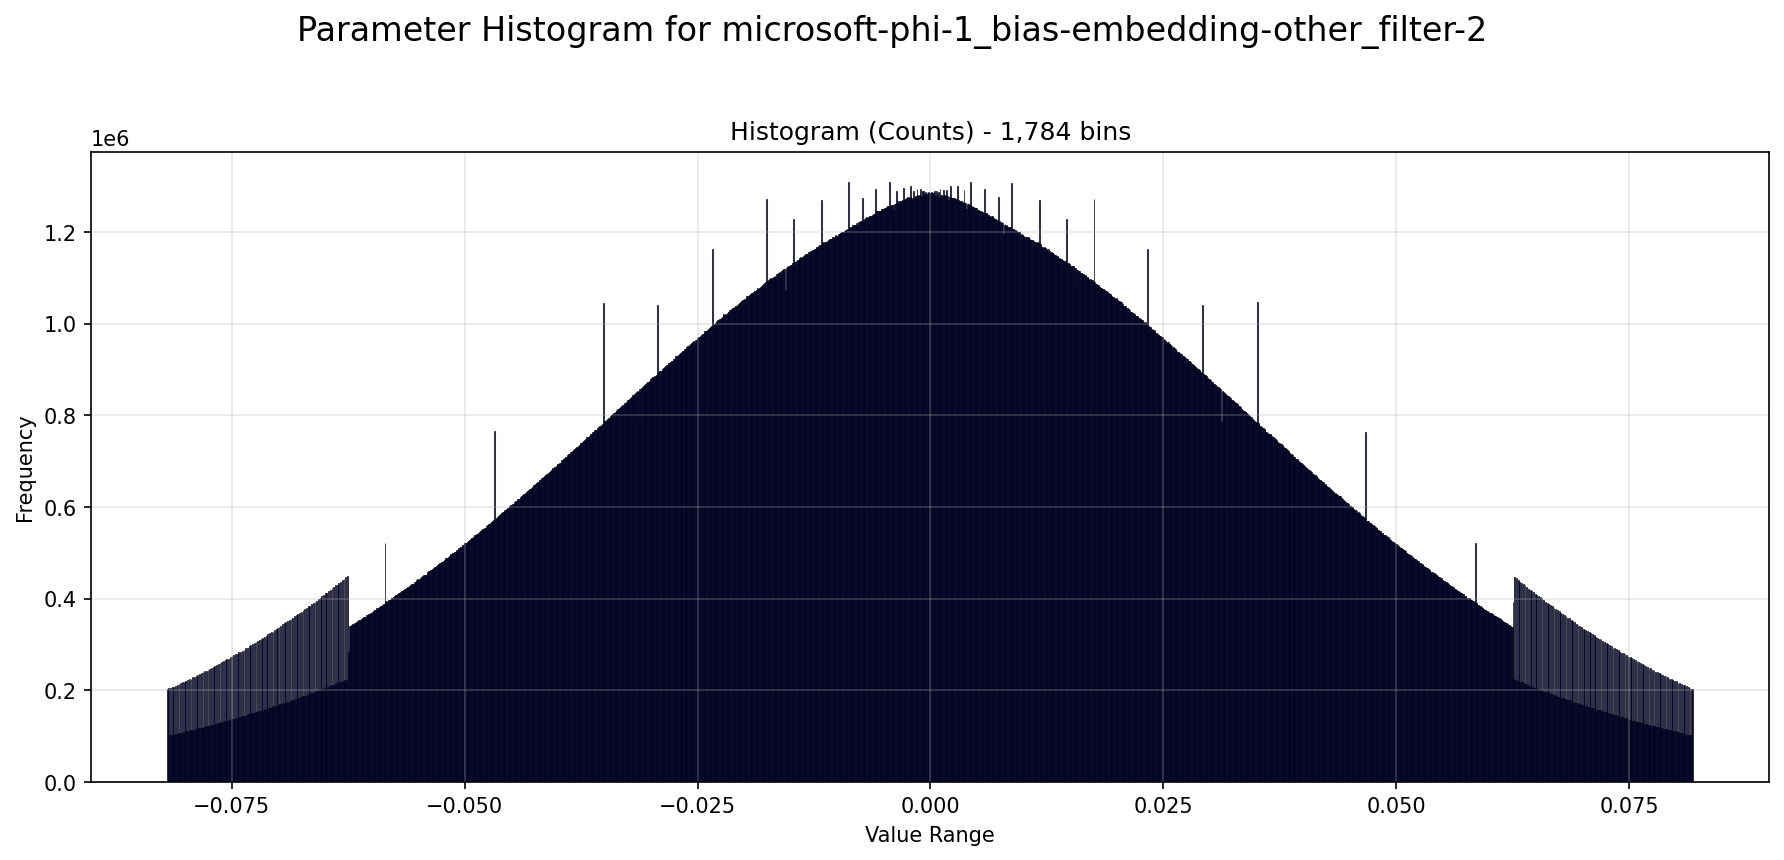 Parameter Histogram for microsoft-phi-1_bias-embedding-other_filter-2
Histogram (Counts) - 1,784 bins
1e6
1.2
1.0
0.8
0.6
0.4
0.2
0.0
Frequency
−0.075 −0.050 −0.025 0.000 0.025 0.050 0.075
Value Range